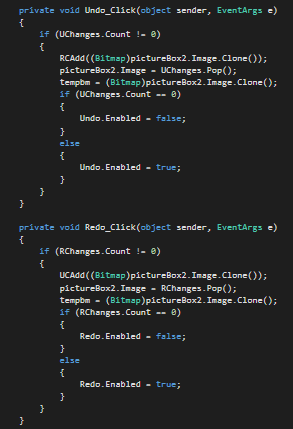 private void Undo_Click(object sender, EventArgs e)
{
if (UChanges.Count != 0)
{
RCAdd((Bitmap)pictureBox2.Image.Clone());
pictureBox2.Image = UChanges.Pop();
tempbm = (Bitmap)pictureBox2.Image.Clone();
if (UChanges.Count == 0)
{
Undo.Enabled = false;
}
else
{
Undo.Enabled = true;
}
}
}
private void Redo_Click(object sender, EventArgs e)
{
if (RChanges.Count != 0)
{
UCAdd((Bitmap)pictureBox2.Image.Clone());
pictureBox2.Image = RChanges.Pop();
tempbm = (Bitmap)pictureBox2.Image.Clone();
if (RChanges.Count == 0)
{
Redo.Enabled = false;
}
else
{
Redo.Enabled = true;
}
}
}